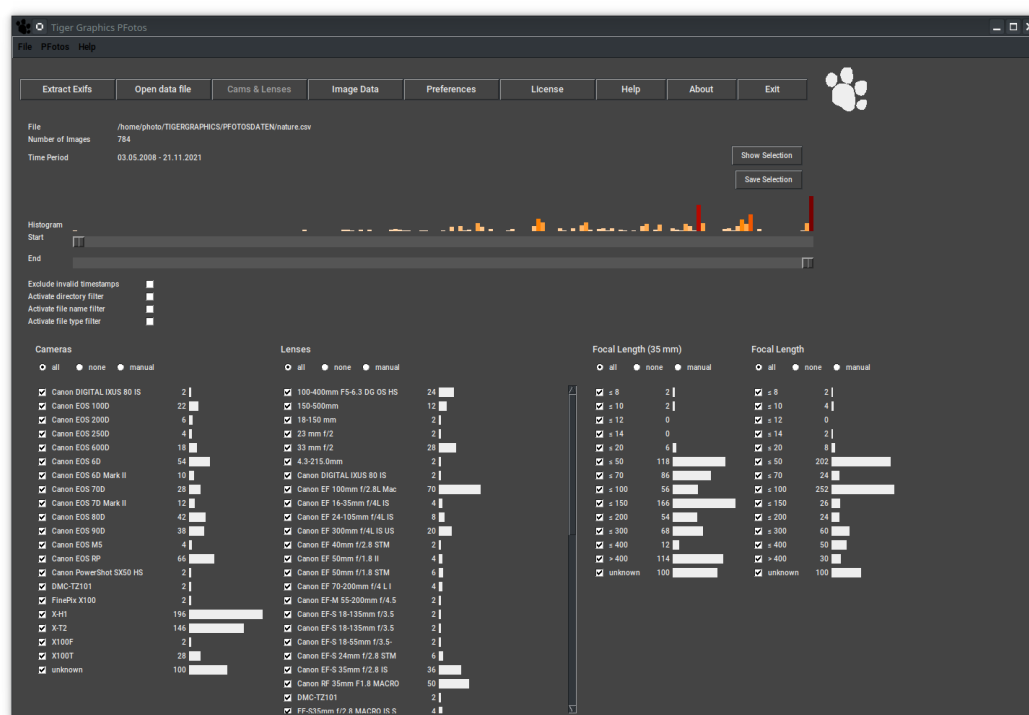 Tiger Graphics PFotos
File PFotos Help
Extract Exifs Open data file Cams & Lenses Image Data Preferences License Help About Exit
File /home/photo/TIGERGRAPHICS/PFOTOSDATEN/nature.csv
Number of Images 784
Time Period 03.05.2008 - 21.11.2021
Show Selection
Save Selection
Histogram
Start
End
Exclude invalid timestamps
Activate directory filter
Activate file name filter
Activate file type filter
Cameras Lenses Focal Length (35 mm) Focal Length
all none manual all none manual all none manual all none manual
Canon DIGITAL IXUS 80 IS 2 100-400mm F5-6.3 DG OS HS 24 ≤ 8 2 ≤ 8 2
Canon EOS 100D 22 150-500mm 12 ≤ 10 2 ≤ 10 4
Canon EOS 200D 6 18-150 mm 2 ≤ 12 0 ≤ 12 0
Canon EOS 250D 4 23 mm f/2 2 ≤ 14 0 ≤ 14 2
Canon EOS 600D 18 33 mm f/2 28 ≤ 20 6 ≤ 20 8
Canon EOS 6D 54 4.3-215.0mm 2 ≤ 50 118 ≤ 50 202
Canon EOS 6D Mark II 10 Canon DIGITAL IXUS 80 IS 2 ≤ 70 86 ≤ 70 24
Canon EOS 70D 28 Canon EF 100mm f/2.8L Mac 70 ≤ 100 56 ≤ 100 252
Canon EOS 7D Mark II 12 Canon EF 16-35mm f/4L IS 4 ≤ 150 166 ≤ 150 26
Canon EOS 80D 42 Canon EF 24-105mm f/4L IS 8 ≤ 200 54 ≤ 200 24
Canon EOS 90D 38 Canon EF 300mm f/4L IS US 20 ≤ 300 68 ≤ 300 60
Canon EOS M5 4 Canon EF 40mm f/2.8 STM 2 ≤ 400 12 ≤ 400 50
Canon EOS RP 66 Canon EF 50mm f/1.8 II 4 > 400 114 > 400 30
Canon PowerShot SX50 HS 2 Canon EF 50mm f/1.8 STM 6 unknown 100 unknown 100
DMC-TZ101 2 Canon EF 70-200mm f/4 L I 4
FinePix X100 2 Canon EF-M 55-200mm f/4.5 2
X-H1 196 Canon EF-S 18-135mm f/3.5 2
X-T2 146 Canon EF-S 18-135mm f/3.5 2
X100F 2 Canon EF-S 18-55mm f/3.5- 2
X100T 28 Canon EF-S 24mm f/2.8 STM 6
unknown 100 Canon EF-S 35mm f/2.8 IS 36
Canon RF 35mm F1.8 MACRO 50
DMC-TZ101 2
EF-S35mm f/2.8 MACRO IS S 4